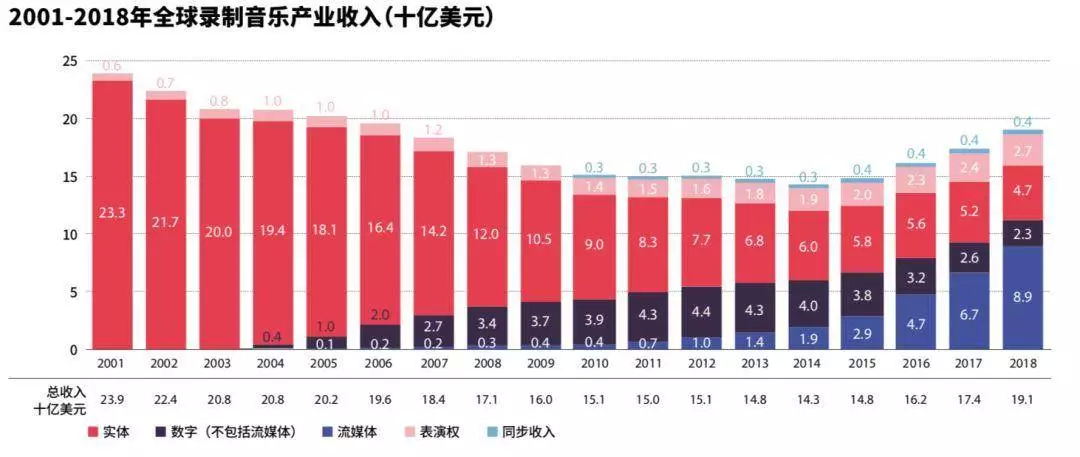 2001-2018年全球录制音乐产业收入(十亿美元)
25
20
15
10
5
0
0.6 0.7 0.8 1.0 1.0 1.0 1.2 1.3 1.3 1.4 1.5 1.6 1.8 1.9 2.0 2.3 2.4 2.7
0.3 0.3 0.3 0.3 0.3 0.4 0.4 0.4 0.4
23.3 21.7 20.0 19.4 18.1 16.4 14.2 12.0 10.5 9.0 8.3 7.7 6.8 6.0 5.8 5.6 5.2 4.7
0.4 1.0 2.0 2.7 3.4 3.7 3.9 4.3 4.4 4.3 4.0 3.8 3.2 2.6 2.3
0.1 0.2 0.2 0.3 0.4 0.4 0.7 1.0 1.4 1.9 2.9 4.7 6.7 8.9
2001 2002 2003 2004 2005 2006 2007 2008 2009 2010 2011 2012 2013 2014 2015 2016 2017 2018
总收入
十亿美元
23.9 22.4 20.8 20.8 20.2 19.6 18.4 17.1 16.0 15.1 15.0 15.1 14.8 14.3 14.8 16.2 17.4 19.1
实体 数字（不包括流媒体） 流媒体 表演权 同步收入